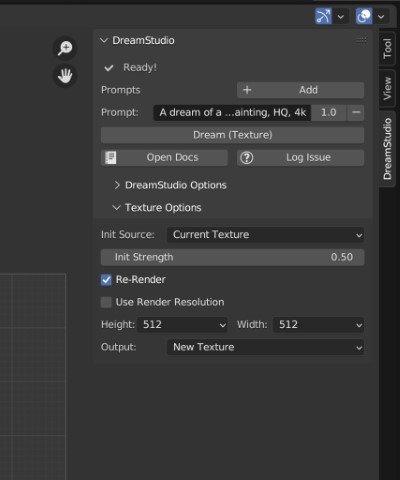 DreamStudio
Ready!
Prompts
Add
Prompt: A dream of a ...ainting, HQ, 4k 1.0
Dream (Texture)
Open Docs
Log Issue
DreamStudio Options
Texture Options
Init Source: Current Texture
Init Strength 0.50
Re-Render
Use Render Resolution
Height: 512 Width: 512
Output: New Texture
Tool
View
DreamStudio